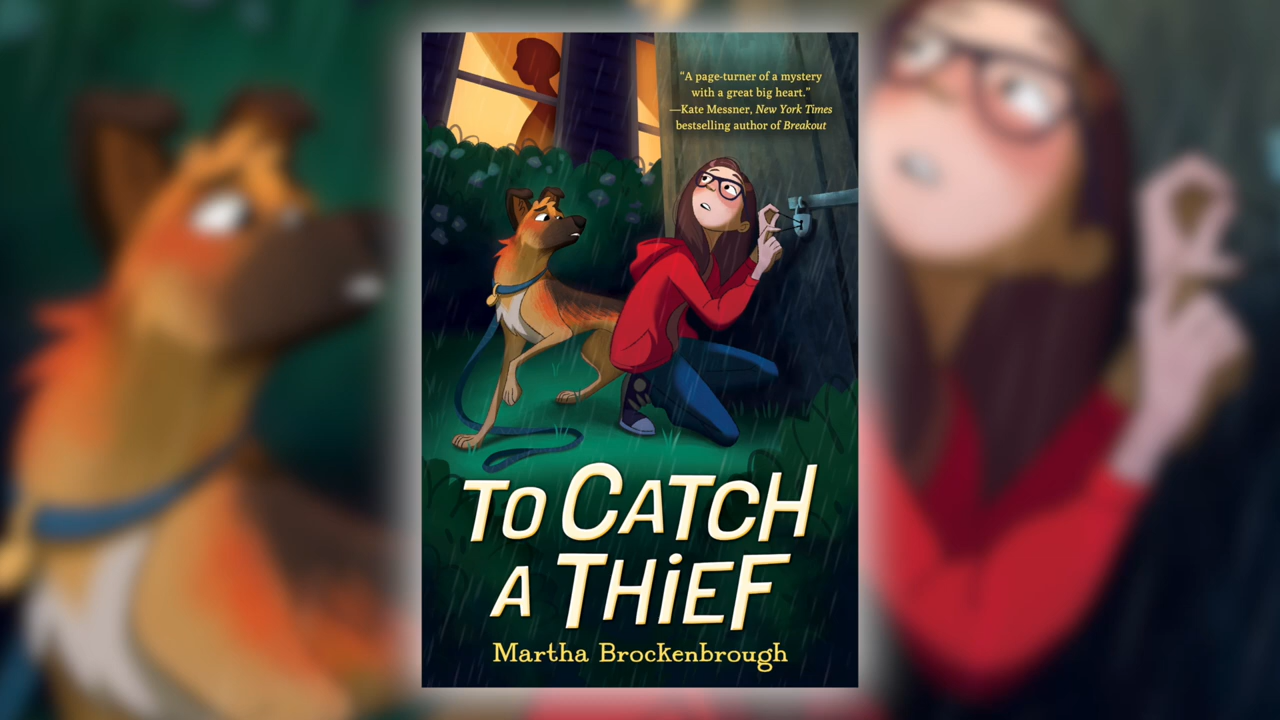 “A page-turner of a mystery
with a great big heart.”
—Kate Messner, New York Times
bestselling author of Breakout
TO CATCH
A THiEF
Martha Brockenbrough